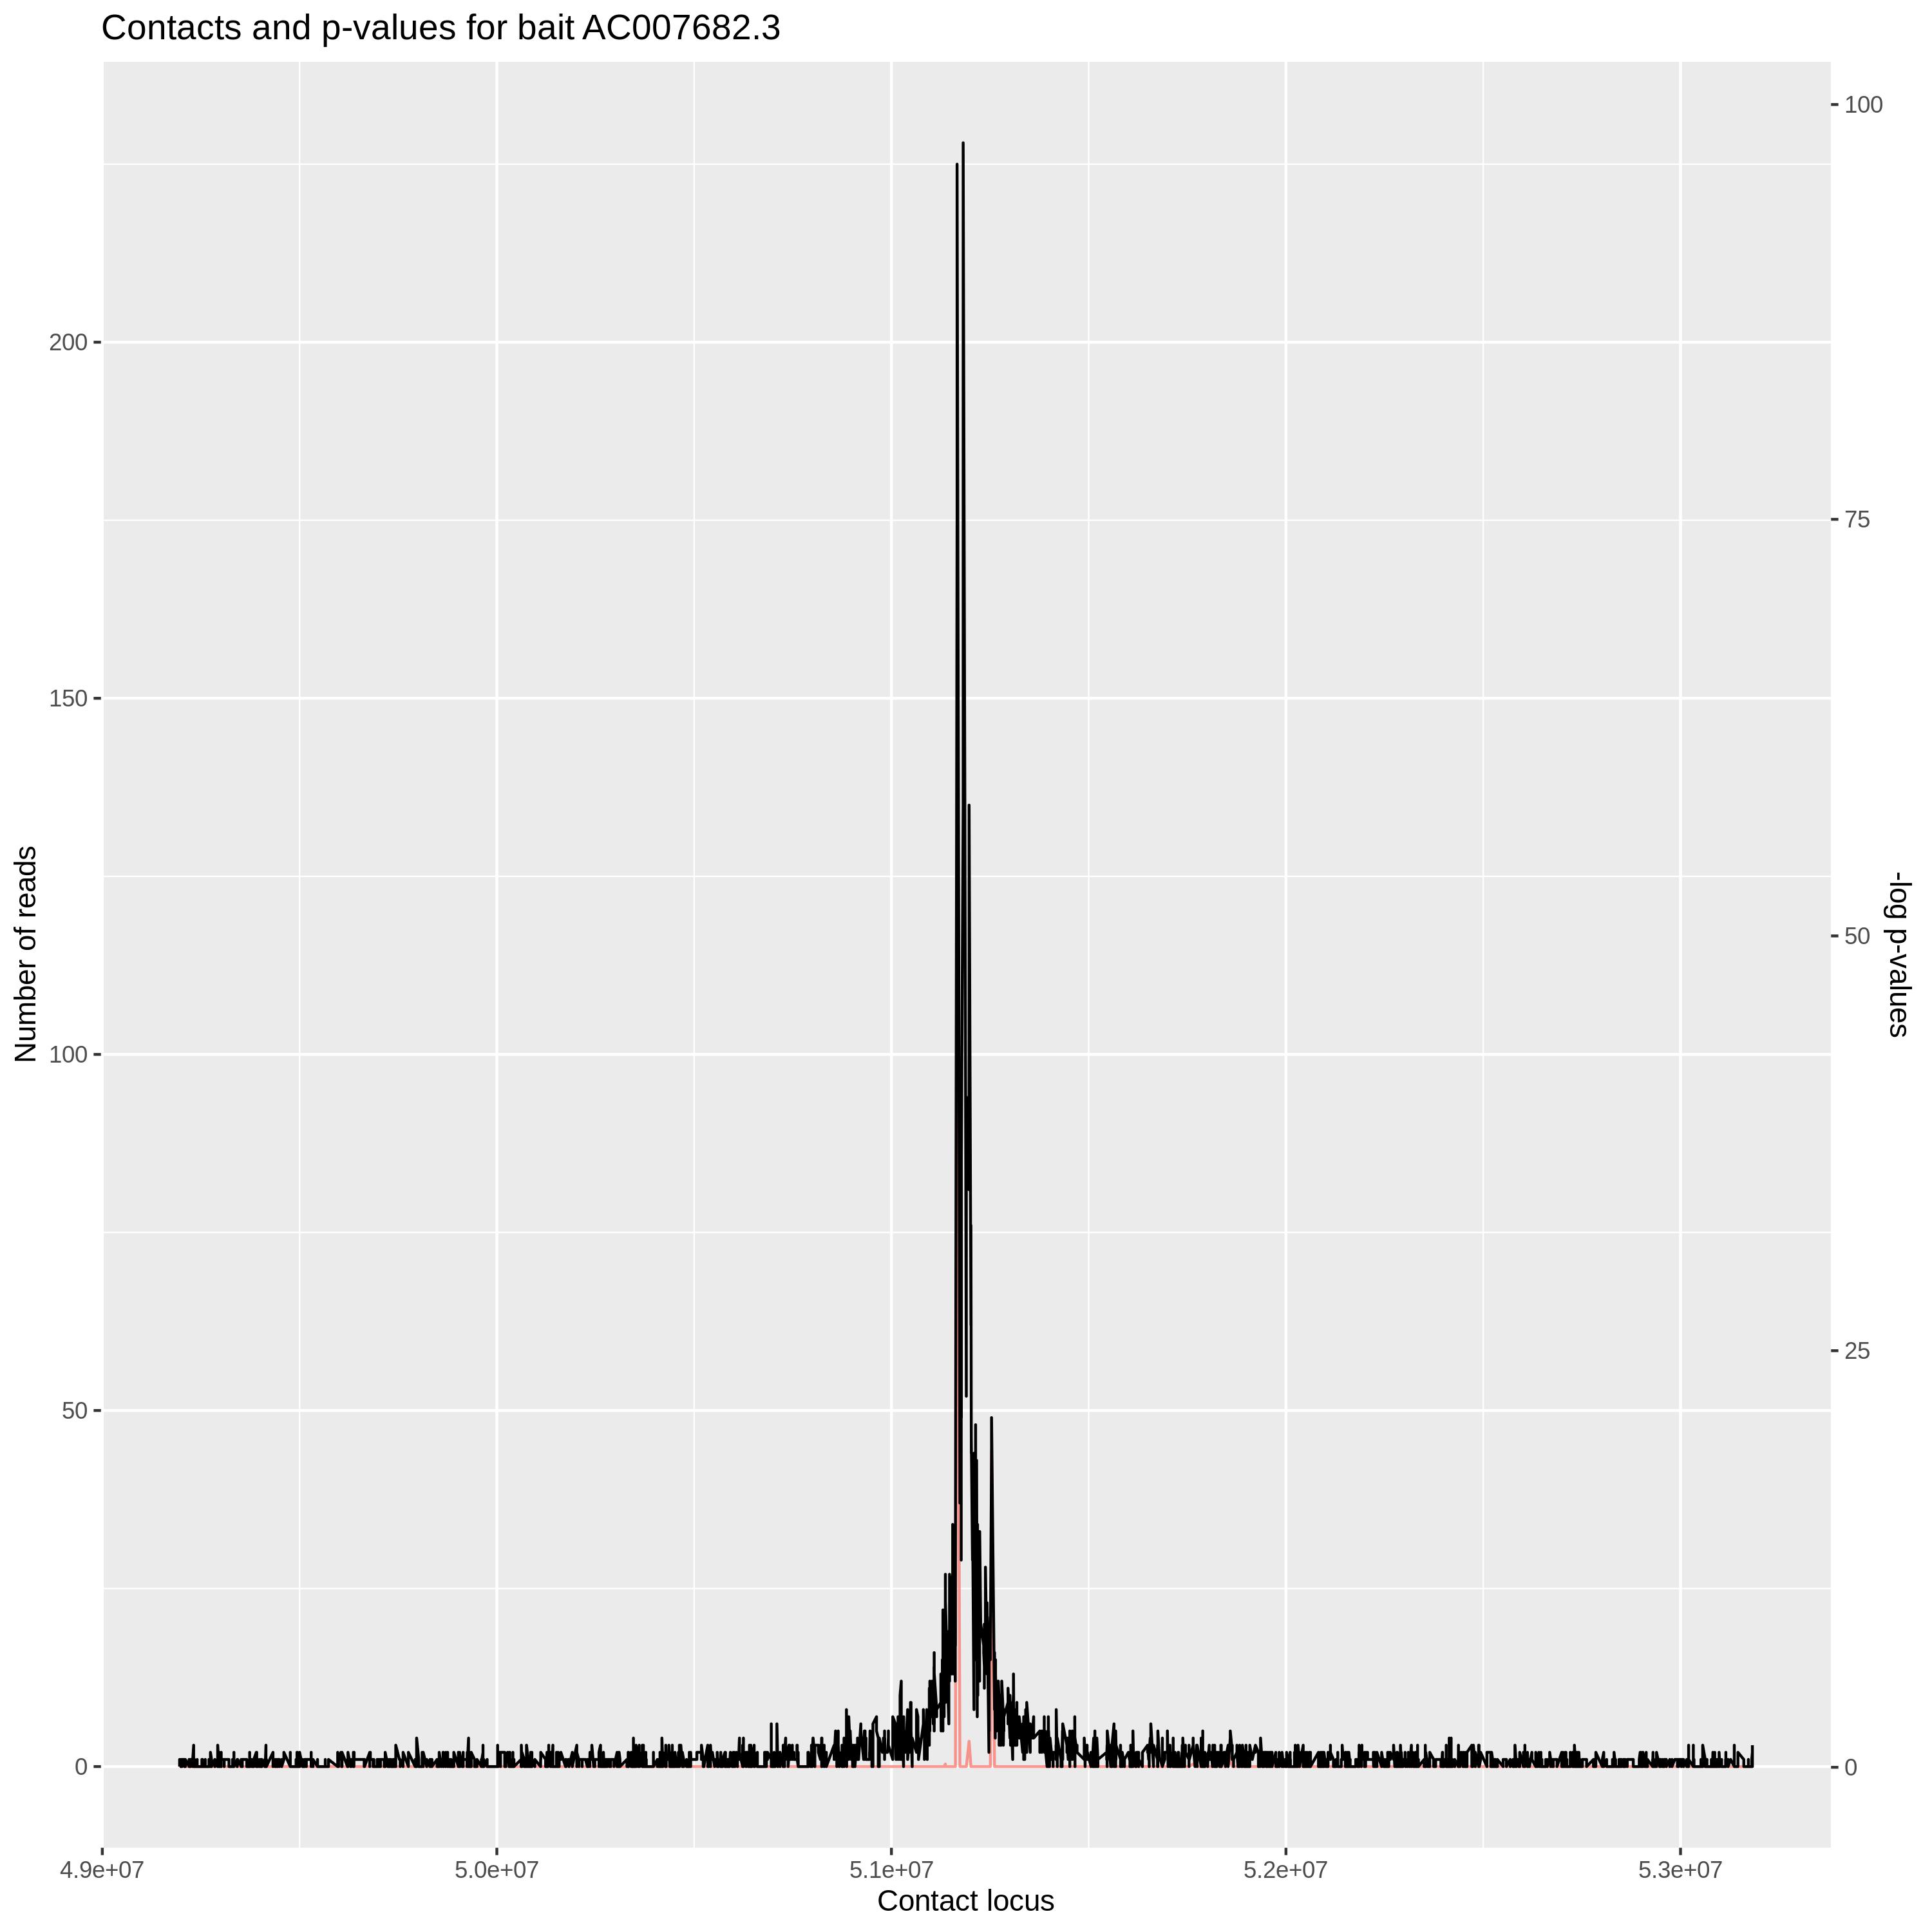 Contacts and p-values for bait AC007682.3
Number of reads
200
150
100
50
0
100
75
50
25
0
-log p-values
4.9e+07
5.0e+07
5.1e+07
5.2e+07
5.3e+07
Contact locus